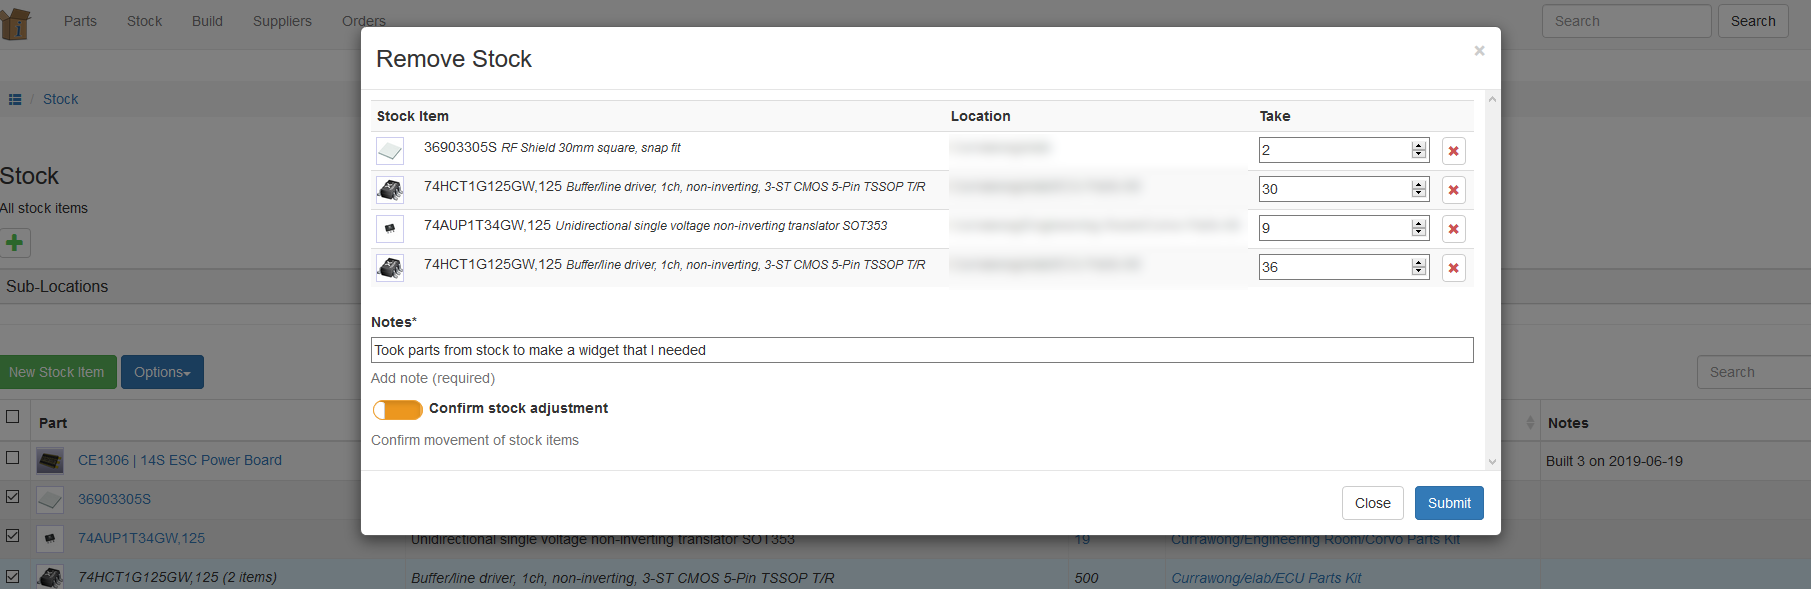 Parts Stock Build Suppliers Orders Search Search
Remove Stock ×
/ Stock
Stock Item Location Take
36903305S RF Shield 30mm square, snap fit 2
74HCT1G125GW,125 Buffer/line driver, 1ch, non-inverting, 3-ST CMOS 5-Pin TSSOP T/R 30
74AUP1T34GW,125 Unidirectional single voltage non-inverting translator SOT353 9
74HCT1G125GW,125 Buffer/line driver, 1ch, non-inverting, 3-ST CMOS 5-Pin TSSOP T/R 36
Notes*
Took parts from stock to make a widget that I needed
Add note (required)
Confirm stock adjustment
Confirm movement of stock items
Close Submit
Stock
All stock items
Sub-Locations
New Stock Item Options Search
Part Notes
CE1306 | 14S ESC Power Board Built 3 on 2019-06-19
36903305S
74AUP1T34GW,125 Unidirectional single voltage non-inverting translator SOT353 19 Currawong/Engineering Room/Corvo Parts Kit
74HCT1G125GW,125 (2 items) Buffer/line driver, 1ch, non-inverting, 3-ST CMOS 5-Pin TSSOP T/R 500 Currawong/elab/ECU Parts Kit